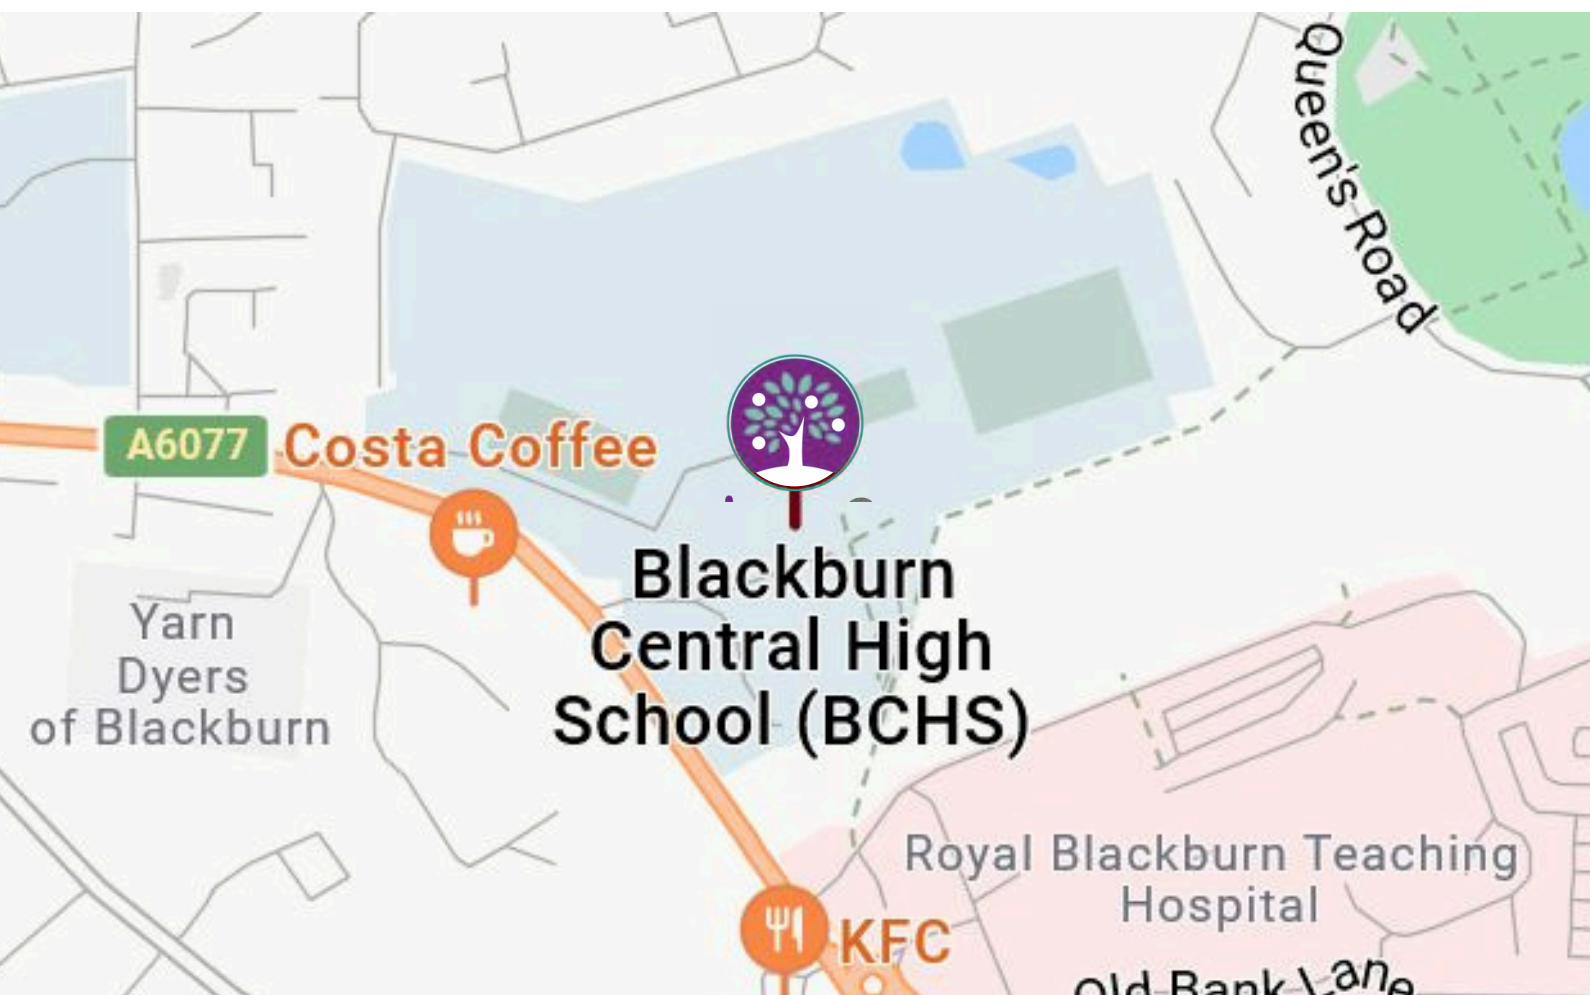 Queen's Road
A6077
Costa Coffee
Blackburn
Central High
School (BCHS)
Yarn
Dyers
of Blackburn
Royal Blackburn Teaching
Hospital
KFC
Old Bank Lane